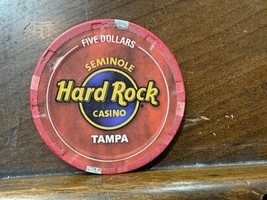 FIVE DOLLARS
SEMINOLE
Hard Rock
CASINO
TAMPA